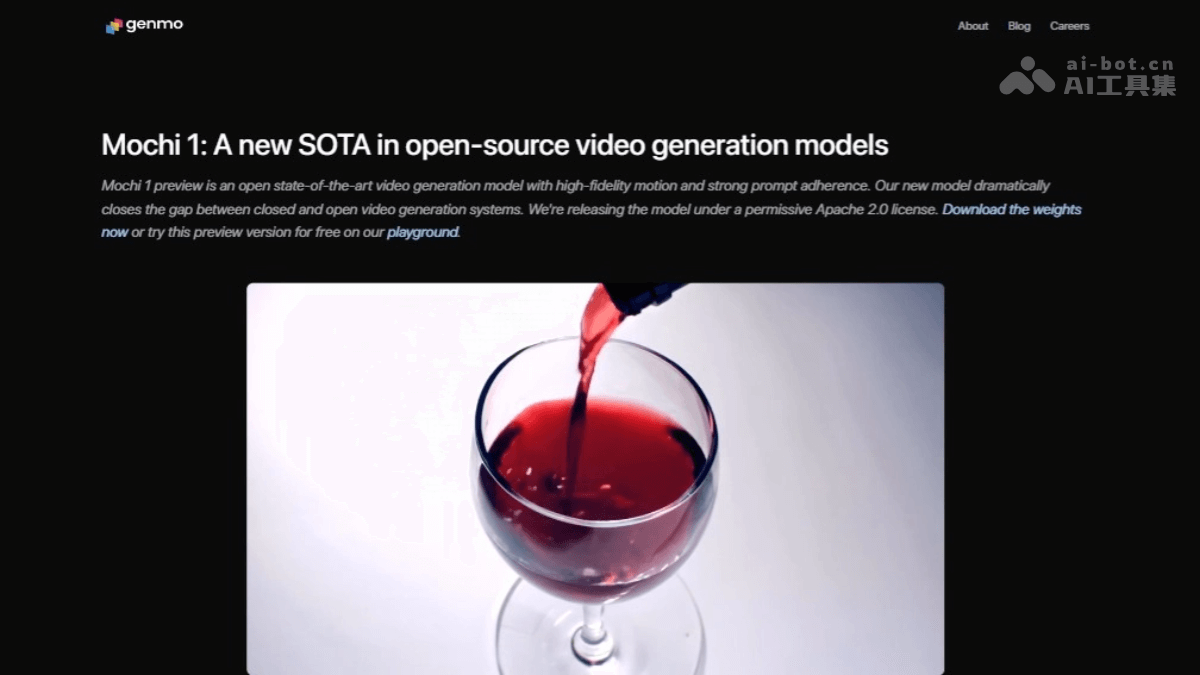 genmo
About Blog Careers
ai-bot.cn
AI工具集
Mochi 1: A new SOTA in open-source video generation models
Mochi 1 preview is an open state-of-the-art video generation model with high-fidelity motion and strong prompt adherence. Our new model dramatically
closes the gap between closed and open video generation systems. We're releasing the model under a permissive Apache 2.0 license. Download the weights
now or try this preview version for free on our playground.